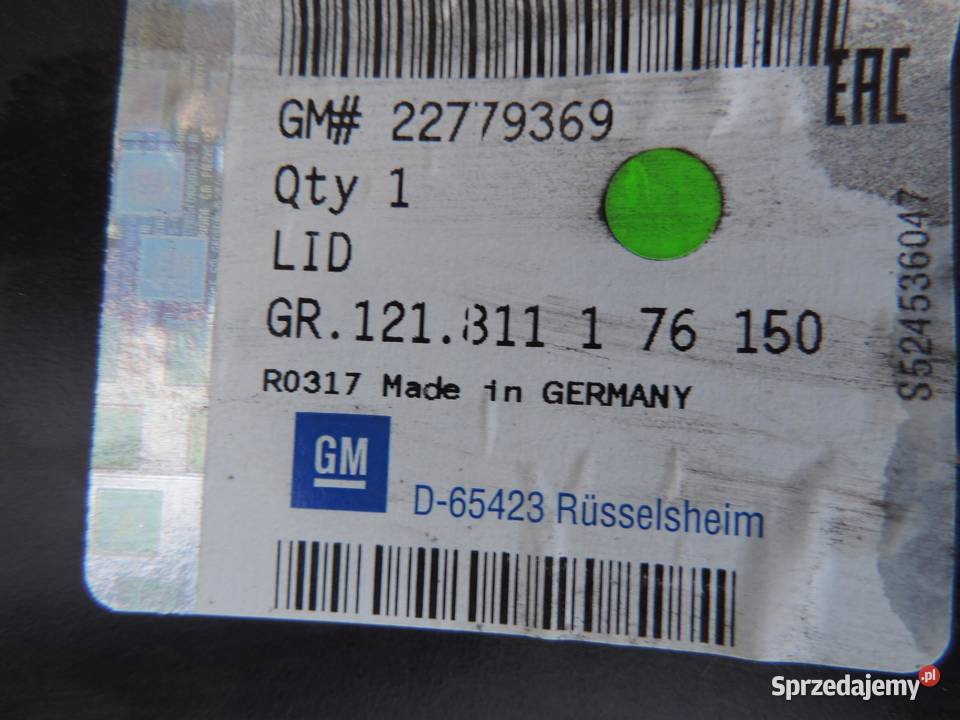 EAC
GM# 22779369
Qty 1
LID
GR.121.811 1 76 150
R0317 Made in GERMANY
S524536047
GM
D-65423 Rüsselsheim
Sprzedajemy.pl